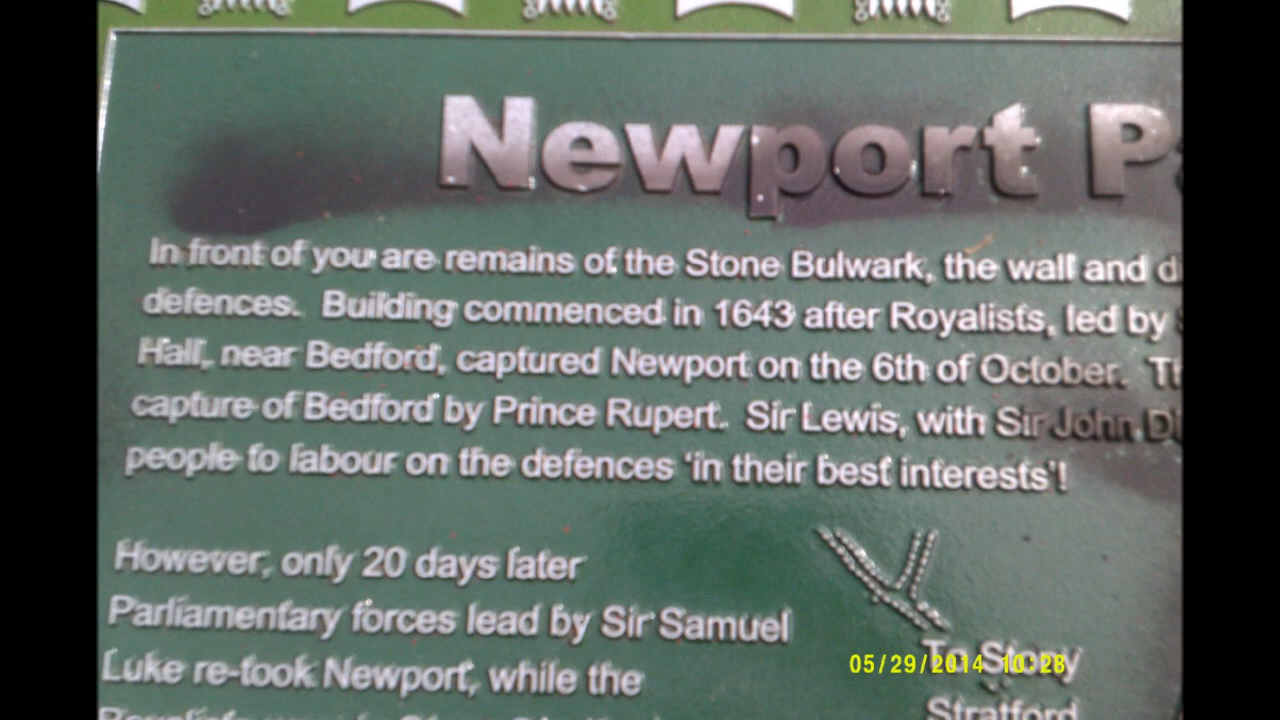 Newport
In front of you are remains of the Stone Bulwark, the wall and
defences. Building commenced in 1643 after Royalists, led by
Hall, near Bedford, captured Newport on the 6th of October.
capture of Bedford by Prince Rupert. Sir Lewis, with Sir John
people to labour on the defences 'in their best interests'!
However, only 20 days later
Parliamentary forces lead by Sir Samuel
Luke re-took Newport, while the
To Stony
Stratford
05/29/2014 10:28